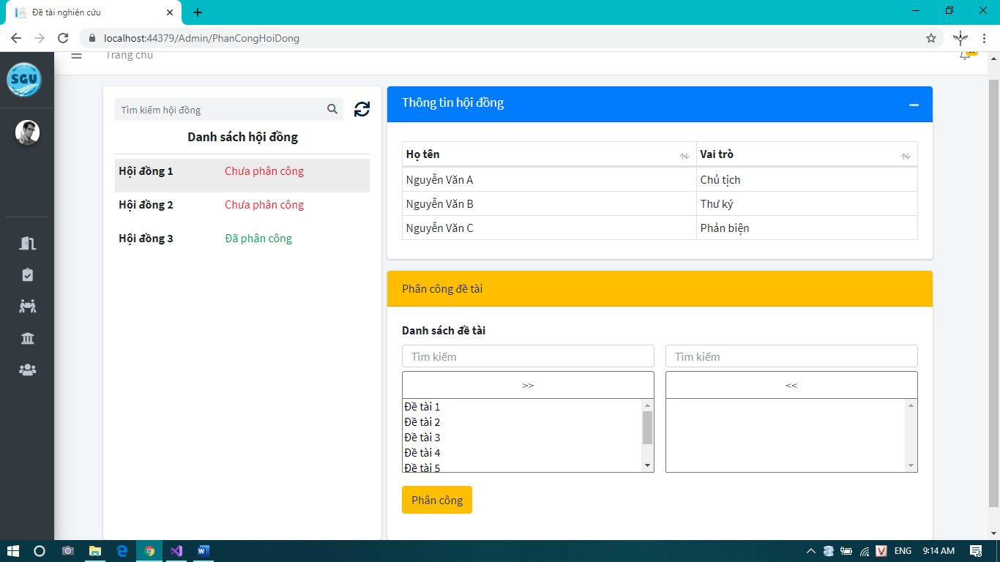 Đề tài nghiên cứu
localhost:44379/Admin/PhanCongHoiDong
SGU
Trang chủ
Tìm kiếm hội đồng
Danh sách hội đồng
Hội đồng 1 Chưa phân công
Hội đồng 2 Chưa phân công
Hội đồng 3 Đã phân công
Thông tin hội đồng
Họ tên Vai trò
Nguyễn Văn A Chủ tịch
Nguyễn Văn B Thư ký
Nguyễn Văn C Phản biện
Phân công đề tài
Danh sách đề tài
Tìm kiếm Tìm kiếm
>> <<
Đề tài 1
Đề tài 2
Đề tài 3
Đề tài 4
Đề tài 5
Phân công
ENG 9:14 AM